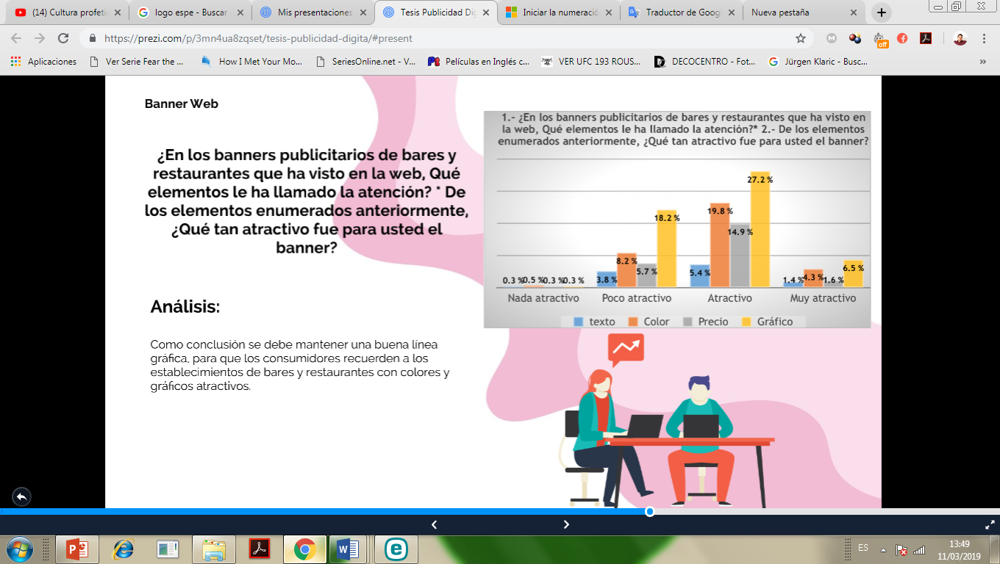 (14) Cultura profeti
logo espe - Buscar
Mis presentaciones
Tesis Publicidad Dig
Iniciar la numeració
Traductor de Googl
Nueva pestaña
https://prezi.com/p/3mn4ua8zqset/tesis-publicidad-digita/#present
off
Aplicaciones
Ver Serie Fear the ...
How I Met Your Mo...
SeriesOnline.net - V...
Películas en Inglés c...
VER UFC 193 ROUS...
DECOCENTRO - Fot...
Jürgen Klaric - Busc...
»
Banner Web
¿En los banners publicitarios de bares y
restaurantes que ha visto en la web, Qué
elementos le ha llamado la atención? * De
los elementos enumerados anteriormente,
¿Qué tan atractivo fue para usted el
banner?
Análisis:
Como conclusión se debe mantener una buena línea
gráfica, para que los consumidores recuerden a los
establecimientos de bares y restaurantes con colores y
gráficos atractivos.
1.- ¿En los banners publicitarios de bares y restaurantes que ha visto en
la web, Qué elementos le ha llamado la atención?* 2.- De los elementos
enumerados anteriormente, ¿Qué tan atractivo fue para usted el banner?
0.3 % 0.5 % 0.3 % 0.3 %
3.8 % 8.2 % 5.7 % 18.2 %
5.4 % 19.8 % 14.9 % 27.2 %
1.4 % 4.3 % 1.6 % 6.5 %
Nada atractivo Poco atractivo Atractivo Muy atractivo
texto Color Precio Gráfico
ES
13:49
11/03/2019